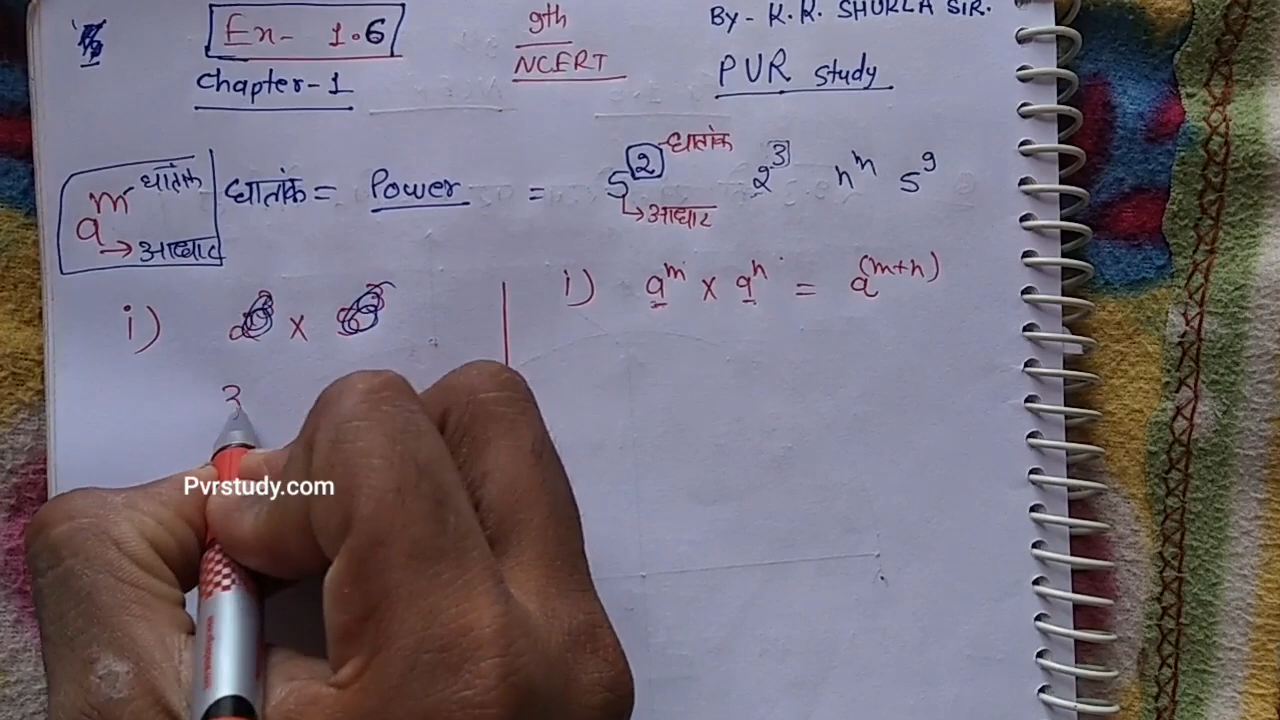 Ex- 1.6
9th
NCERT
By- K.K. SHUKLA SIR.
Chapter-1
PVR Study
a^m घातांक
→ आधार
घातांक = Power = 5^2 घातांक 2^3 n^m 5^9
→ आधार
i) ×
i) a^m × a^n = a^(m+n)
3
Pvrstudy.com